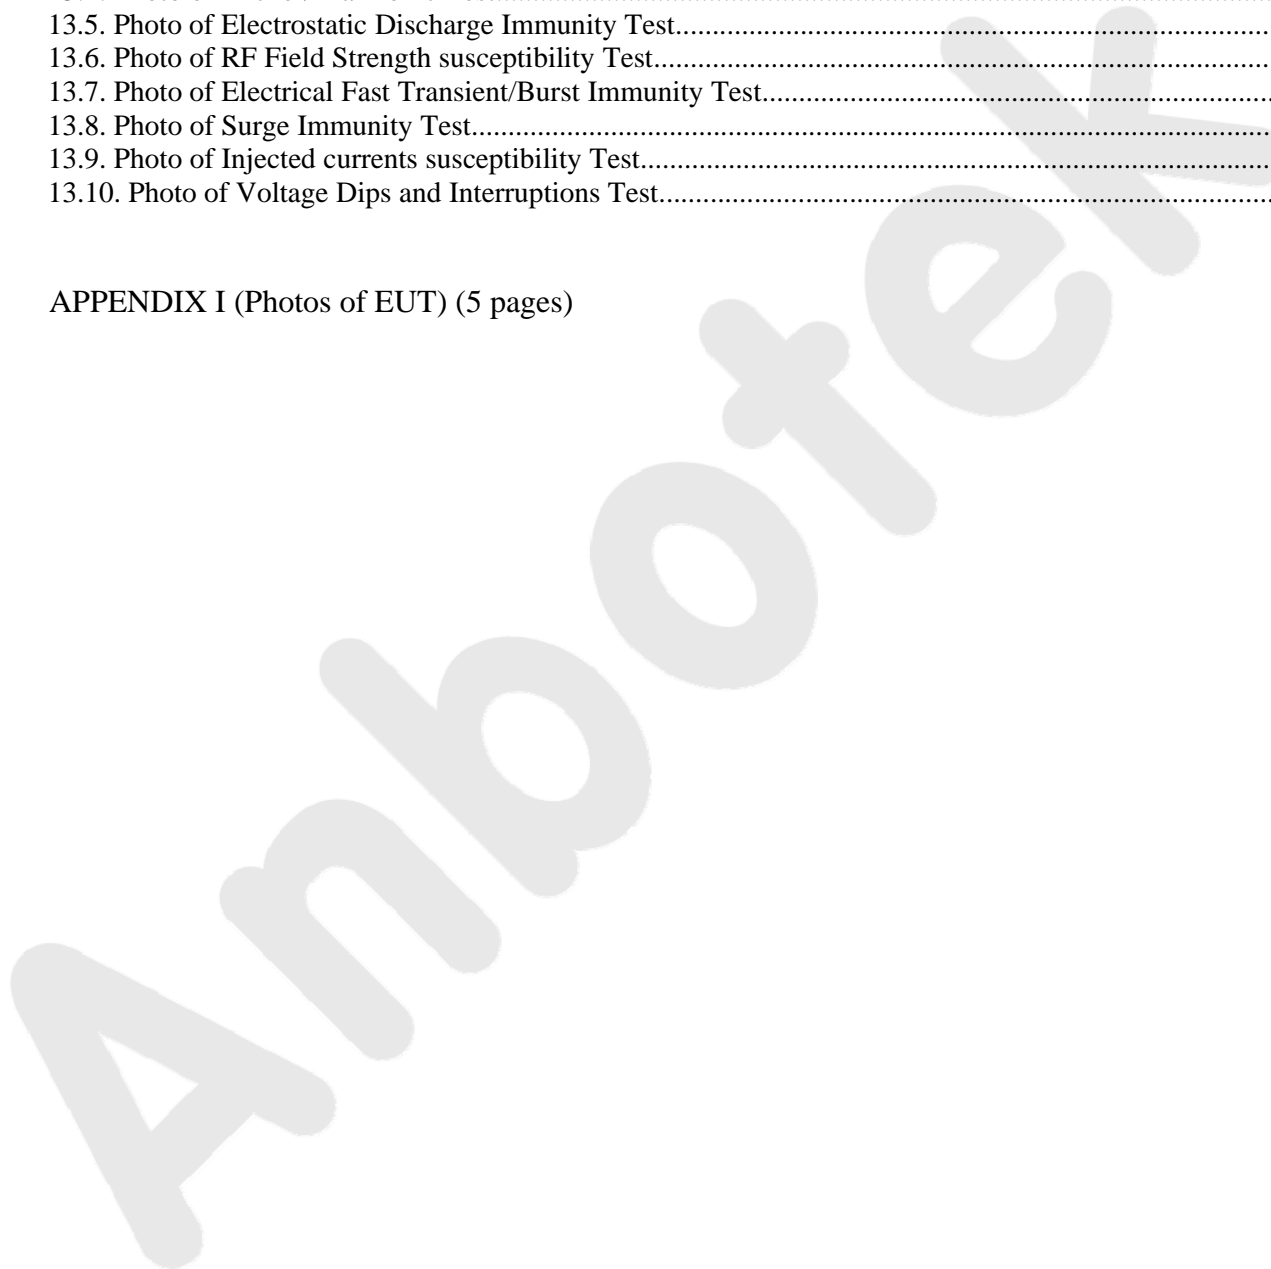 13.5. Photo of Electrostatic Discharge Immunity Test
13.6. Photo of RF Field Strength susceptibility Test
13.7. Photo of Electrical Fast Transient/Burst Immunity Test
13.8. Photo of Surge Immunity Test
13.9. Photo of Injected currents susceptibility Test
13.10. Photo of Voltage Dips and Interruptions Test
APPENDIX I (Photos of EUT) (5 pages)
Anbotek